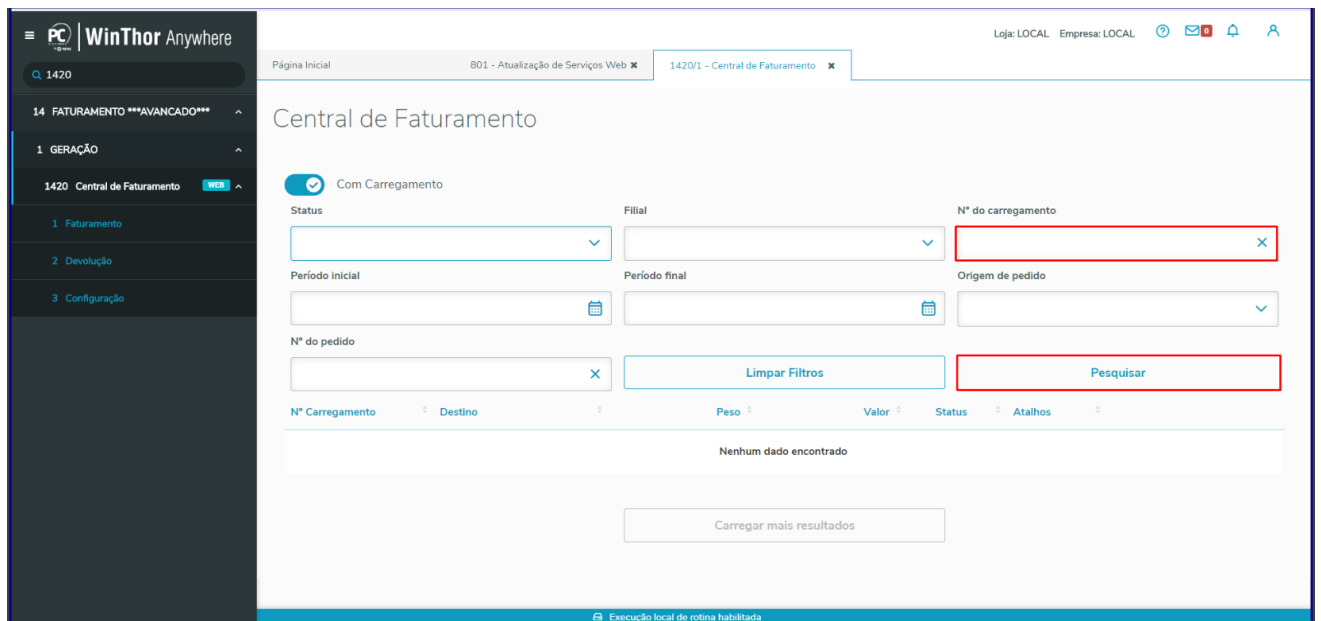 PC WinThor Anywhere
Loja: LOCAL Empresa: LOCAL 0
1420
Página Inicial 801 - Atualização de Serviços Web 1420/1 - Central de Faturamento
14 FATURAMENTO ***AVANCADO***
1 GERAÇÃO
1420 Central de Faturamento WEB
1 Faturamento
2 Devolução
3 Configuração
Central de Faturamento
Com Carregamento
Status Filial Nº do carregamento
Período inicial Período final Origem de pedido
Nº do pedido
Limpar Filtros Pesquisar
Nº Carregamento Destino Peso Valor Status Atalhos
Nenhum dado encontrado
Carregar mais resultados
Execução local de rotina habilitada